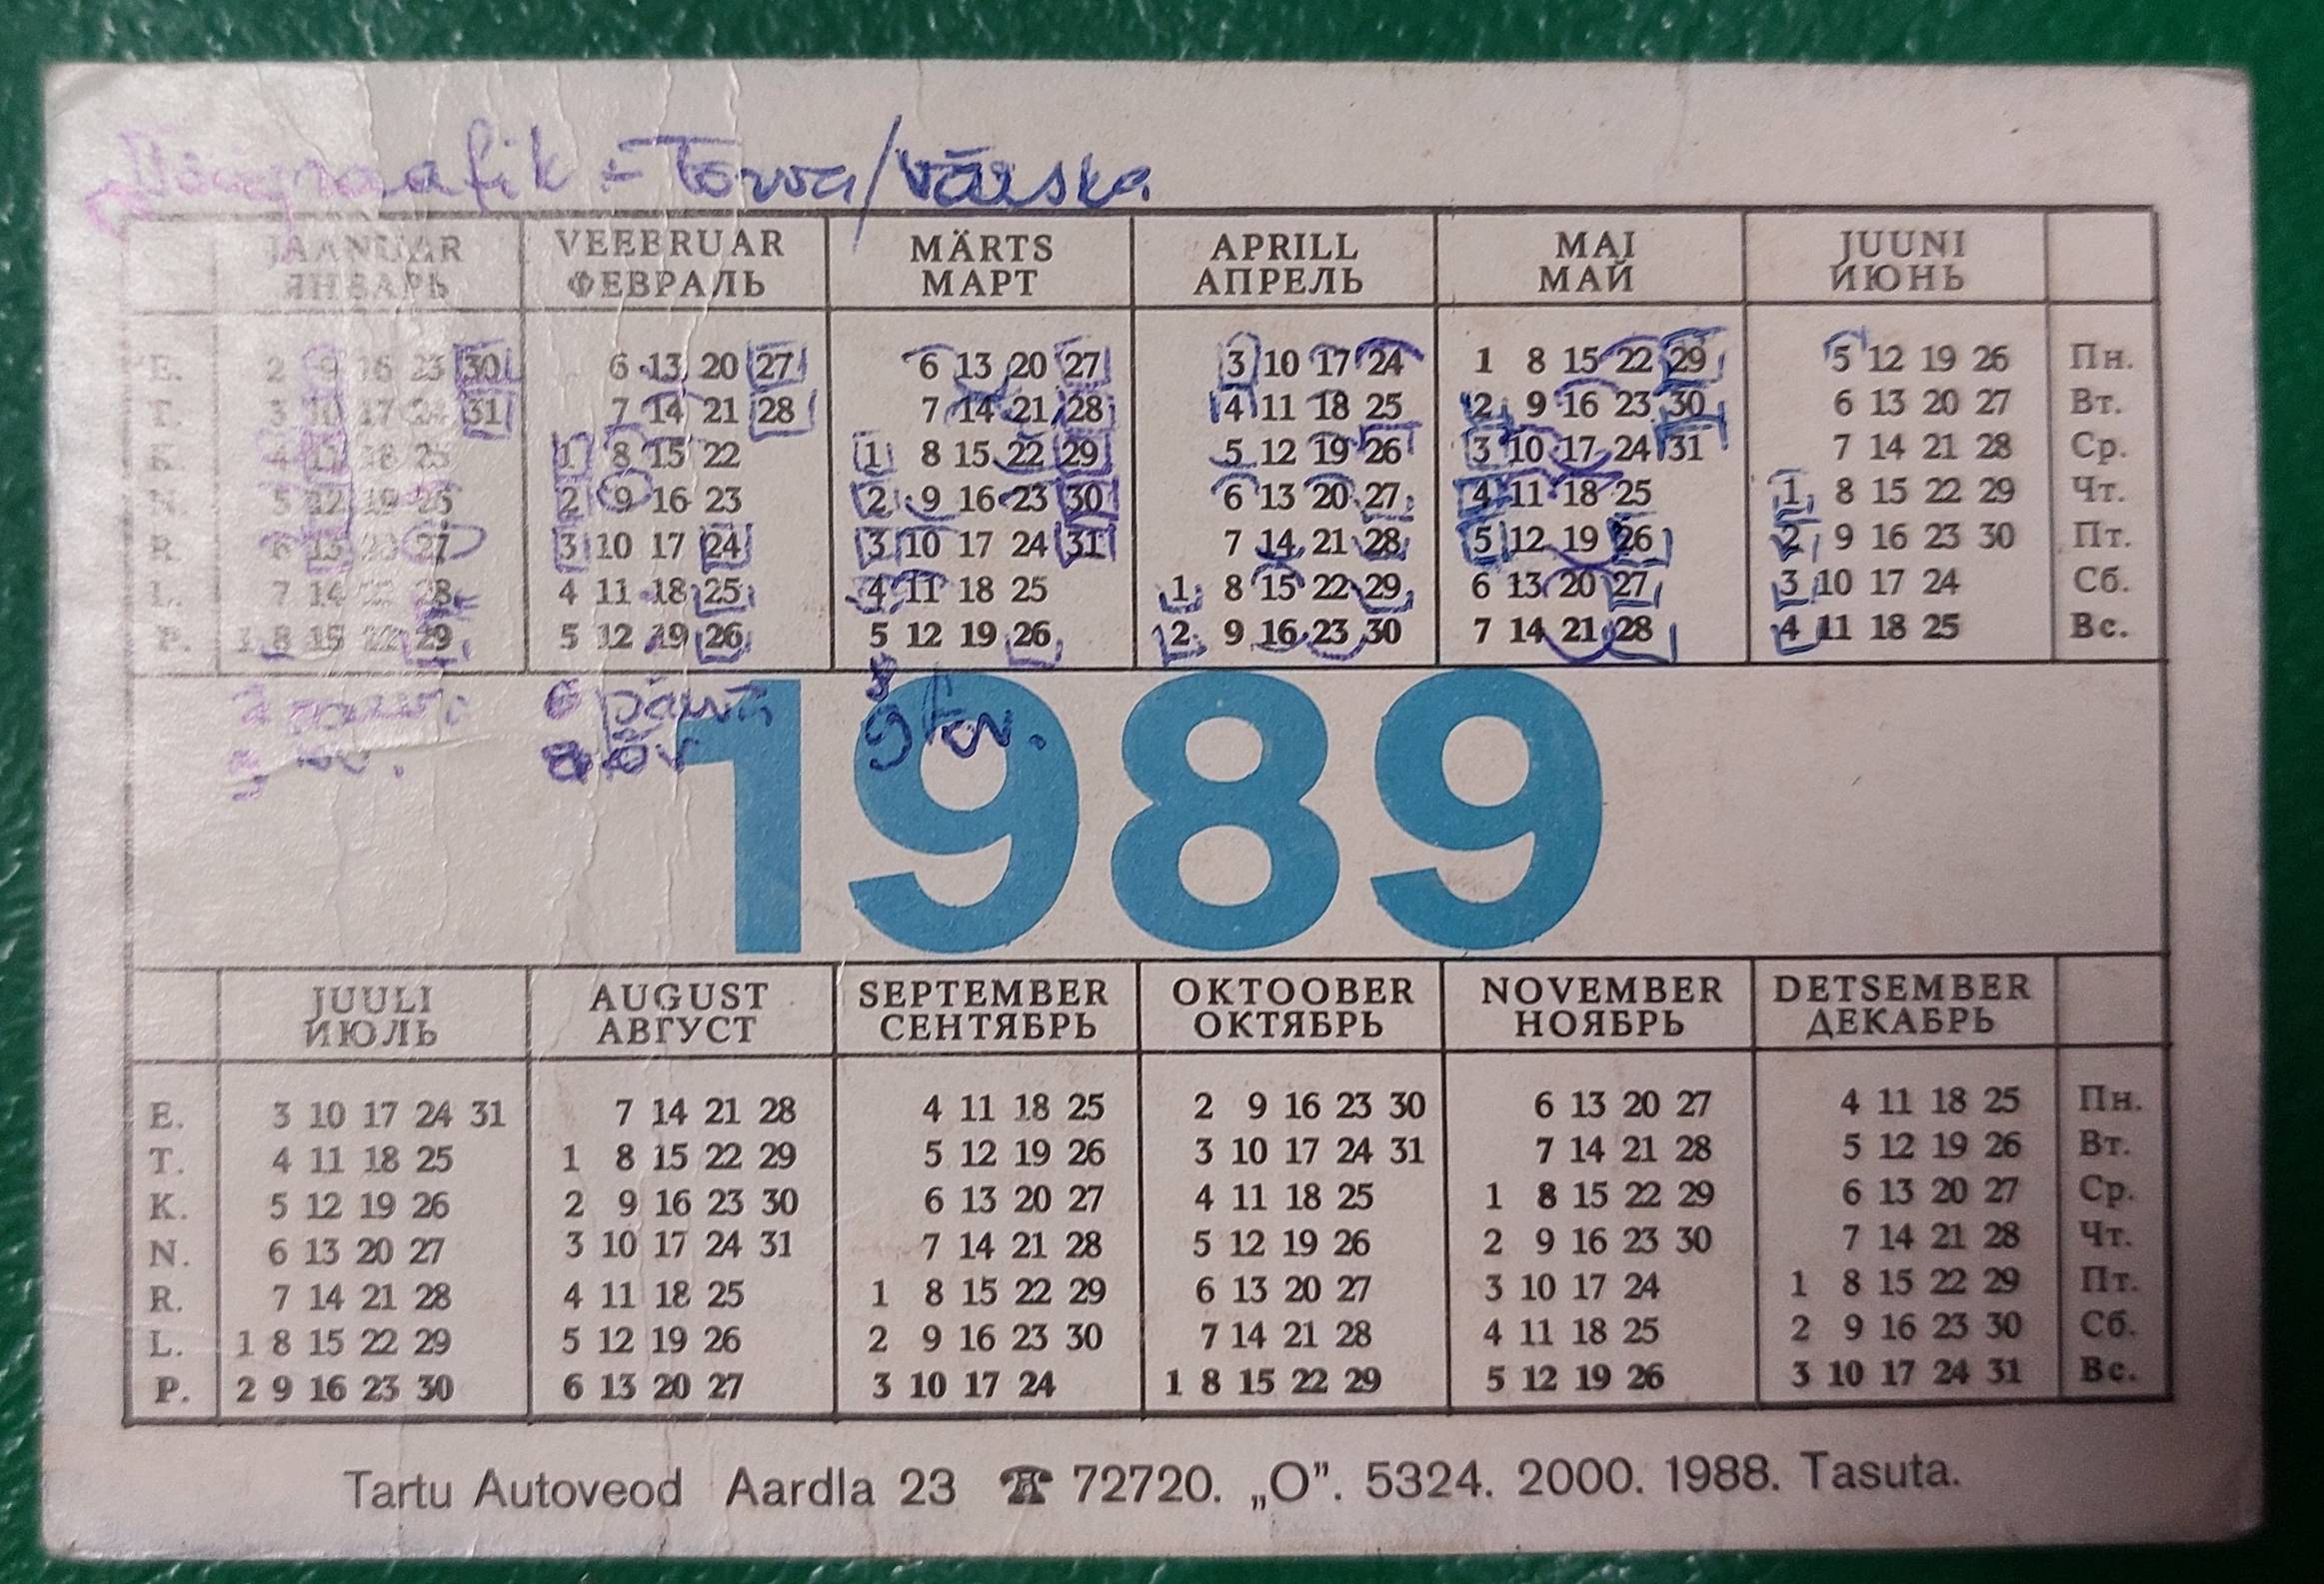 Tõrva/Värska
JAANUAR VEEBRUAR MÄRTS APRILL MAI JUUNI
ЯНВАРЬ ФЕВРАЛЬ МАРТ АПРЕЛЬ МАЙ ИЮНЬ
E. 2 9 16 23 30 6 13 20 27 6 13 20 27 3 10 17 24 1 8 15 22 29 5 12 19 26 Пн.
T. 3 10 17 24 31 7 14 21 28 7 14 21 28 4 11 18 25 2 9 16 23 30 6 13 20 27 Вт.
K. 4 11 18 25 1 8 15 22 1 8 15 22 29 5 12 19 26 3 10 17 24 31 7 14 21 28 Ср.
N. 5 12 19 26 2 9 16 23 2 9 16 23 30 6 13 20 27 4 11 18 25 1 8 15 22 29 Чт.
R. 6 13 20 27 3 10 17 24 3 10 17 24 31 7 14 21 28 5 12 19 26 2 9 16 23 30 Пт.
L. 7 14 21 28 4 11 18 25 4 11 18 25 1 8 15 22 29 6 13 20 27 3 10 17 24 Сб.
P. 1 8 15 22 29 5 12 19 26 5 12 19 26 2 9 16 23 30 7 14 21 28 4 11 18 25 Вс.
1989
JUULI AUGUST SEPTEMBER OKTOOBER NOVEMBER DETSEMBER
ИЮЛЬ АВГУСТ СЕНТЯБРЬ ОКТЯБРЬ НОЯБРЬ ДЕКАБРЬ
E. 3 10 17 24 31 7 14 21 28 4 11 18 25 2 9 16 23 30 6 13 20 27 4 11 18 25 Пн.
T. 4 11 18 25 1 8 15 22 29 5 12 19 26 3 10 17 24 31 7 14 21 28 5 12 19 26 Вт.
K. 5 12 19 26 2 9 16 23 30 6 13 20 27 4 11 18 25 1 8 15 22 29 6 13 20 27 Ср.
N. 6 13 20 27 3 10 17 24 31 7 14 21 28 5 12 19 26 2 9 16 23 30 7 14 21 28 Чт.
R. 7 14 21 28 4 11 18 25 1 8 15 22 29 6 13 20 27 3 10 17 24 1 8 15 22 29 Пт.
L. 1 8 15 22 29 5 12 19 26 2 9 16 23 30 7 14 21 28 4 11 18 25 2 9 16 23 30 Сб.
P. 2 9 16 23 30 6 13 20 27 3 10 17 24 1 8 15 22 29 5 12 19 26 3 10 17 24 31 Вс.
Tartu Autoveod Aardla 23 ☎ 72720. „O”. 5324. 2000. 1988. Tasuta.